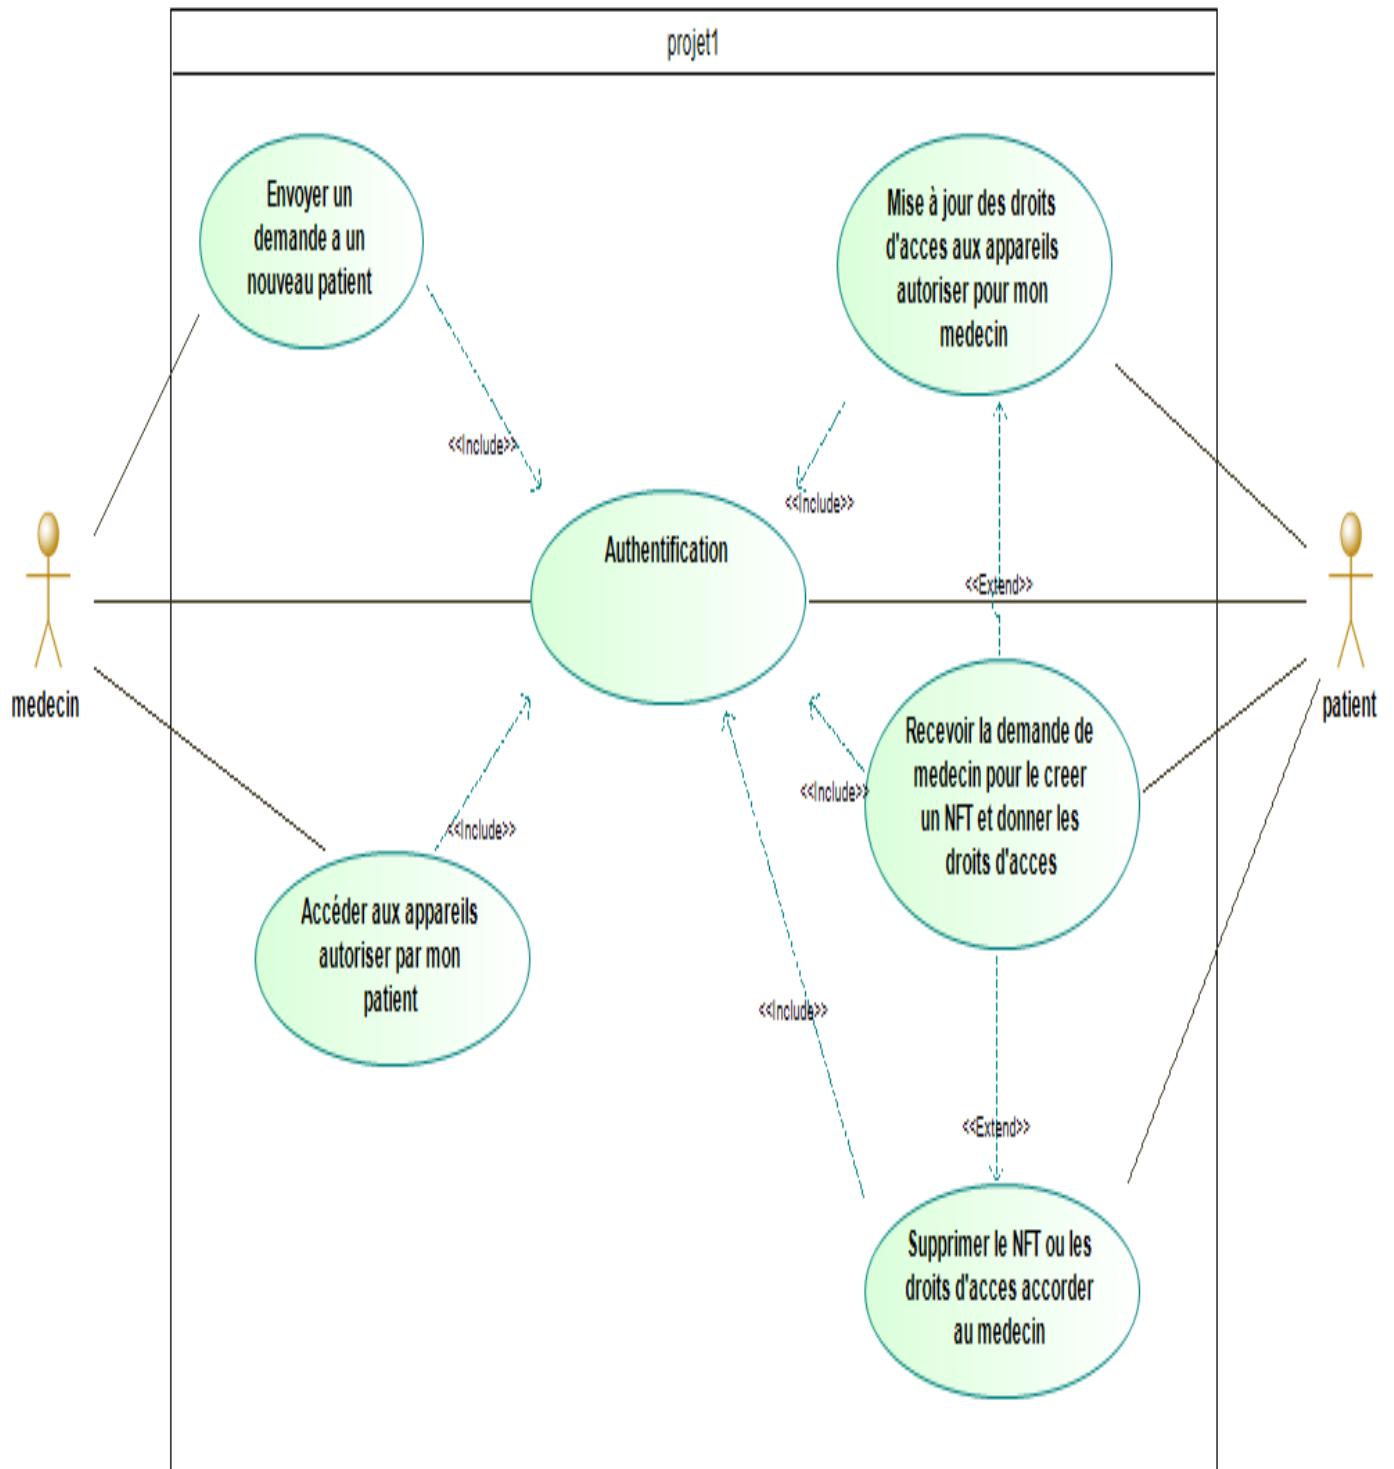 projet1
Envoyer un
demande a un
nouveau patient
Mise à jour des droits
d'acces aux appareils
autoriser pour mon
medecin
<<Include>>
<<Include>>
Authentification
<<Extend>>
medecin
patient
Recevoir la demande de
medecin pour le creer
un NFT et donner les
droits d'acces
<<Include>>
<<Include>>
Accéder aux appareils
autoriser par mon
patient
<<Include>>
<<Extend>>
Supprimer le NFT ou les
droits d'acces accorder
au medecin